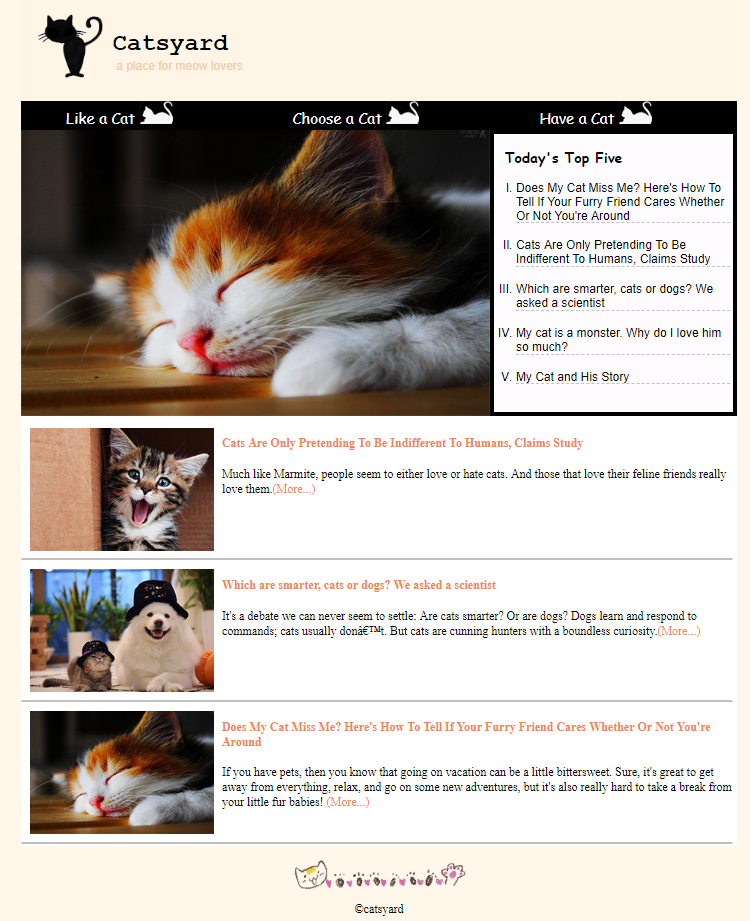 Catsyard
a place for meow lovers
Like a Cat
Choose a Cat
Have a Cat
Today's Top Five
I. Does My Cat Miss Me? Here's How To
Tell If Your Furry Friend Cares Whether
Or Not You're Around
II. Cats Are Only Pretending To Be
Indifferent To Humans, Claims Study
III. Which are smarter, cats or dogs? We
asked a scientist
IV. My cat is a monster. Why do I love him
so much?
V. My Cat and His Story
Cats Are Only Pretending To Be Indifferent To Humans, Claims Study
Much like Marmite, people seem to either love or hate cats. And those that love their feline friends really
love them.(More...)
Which are smarter, cats or dogs? We asked a scientist
It's a debate we can never seem to settle: Are cats smarter? Or are dogs? Dogs learn and respond to
commands; cats usually donâ€™t. But cats are cunning hunters with a boundless curiosity.(More...)
Does My Cat Miss Me? Here's How To Tell If Your Furry Friend Cares Whether Or Not You're
Around
If you have pets, then you know that going on vacation can be a little bittersweet. Sure, it's great to get
away from everything, relax, and go on some new adventures, but it's also really hard to take a break from
your little fur babies! (More...)
©catsyard